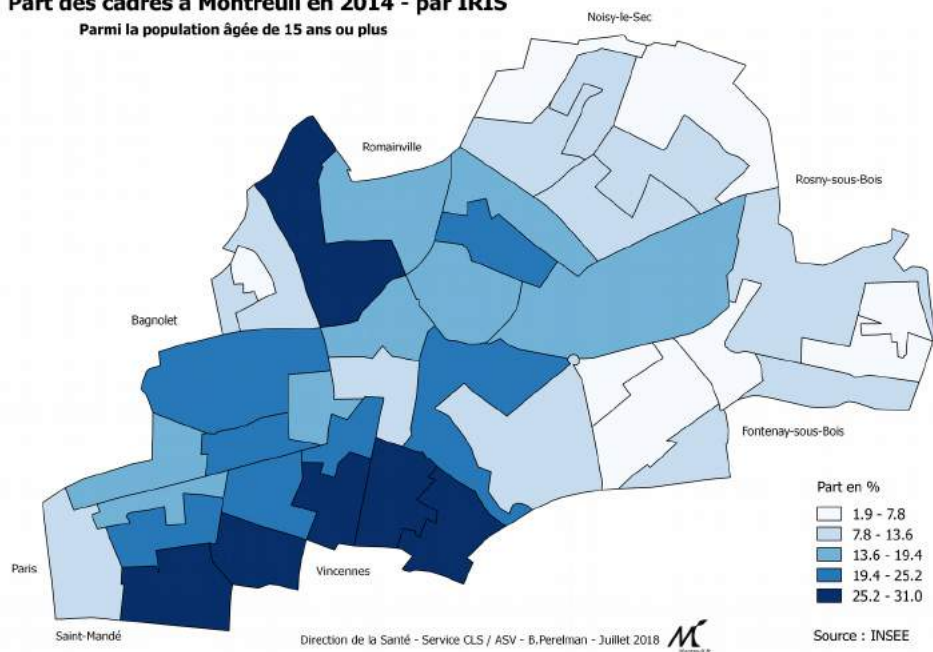 Part des cadres à Montreuil en 2014 - par IRIS
Parmi la population âgée de 15 ans ou plus
Noisy-le-Sec
Romainville
Rosny-sous-Bois
Bagnolet
Fontenay-sous-Bois
Part en %
1.9 - 7.8
7.8 - 13.6
13.6 - 19.4
19.4 - 25.2
25.2 - 31.0
Paris
Vincennes
Saint-Mandé
Direction de la Santé - Service CLS / ASV - B.Perelman - Juillet 2018
Source : INSEE